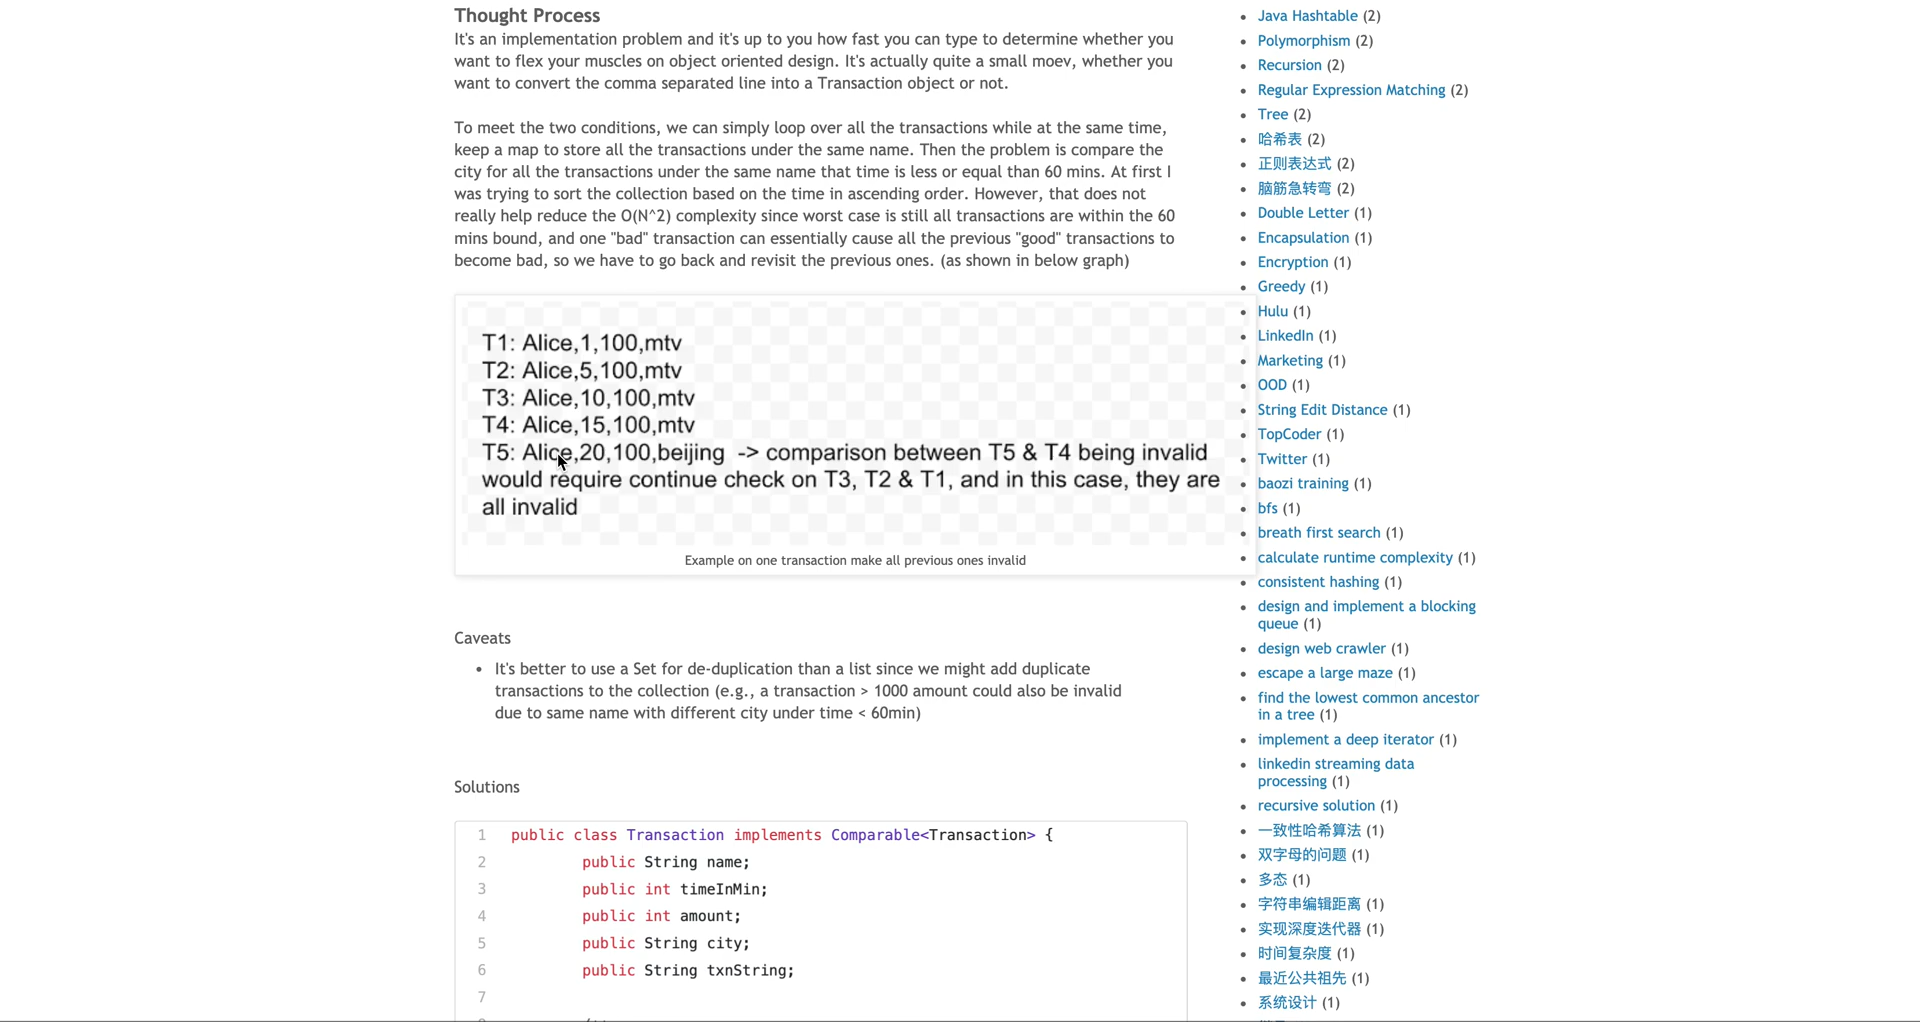 Thought Process
It's an implementation problem and it's up to you how fast you can type to determine whether you
want to flex your muscles on object oriented design. It's actually quite a small moev, whether you
want to convert the comma separated line into a Transaction object or not.
To meet the two conditions, we can simply loop over all the transactions while at the same time,
keep a map to store all the transactions under the same name. Then the problem is compare the
city for all the transactions under the same name that time is less or equal than 60 mins. At first I
was trying to sort the collection based on the time in ascending order. However, that does not
really help reduce the O(N^2) complexity since worst case is still all transactions are within the 60
mins bound, and one "bad" transaction can essentially cause all the previous "good" transactions to
become bad, so we have to go back and revisit the previous ones. (as shown in below graph)
T1: Alice,1,100,mtv
T2: Alice,5,100,mtv
T3: Alice,10,100,mtv
T4: Alice,15,100,mtv
T5: Alice,20,100,beijing -> comparison between T5 & T4 being invalid
would require continue check on T3, T2 & T1, and in this case, they are
all invalid
Example on one transaction make all previous ones invalid
Caveats
• It's better to use a Set for de-duplication than a list since we might add duplicate
transactions to the collection (e.g., a transaction > 1000 amount could also be invalid
due to same name with different city under time < 60min)
Solutions
1 public class Transaction implements Comparable<Transaction> {
2 public String name;
3 public int timeInMin;
4 public int amount;
5 public String city;
6 public String txnString;
7
• Java Hashtable (2)
• Polymorphism (2)
• Recursion (2)
• Regular Expression Matching (2)
• Tree (2)
• 哈希表 (2)
• 正则表达式 (2)
• 脑筋急转弯 (2)
• Double Letter (1)
• Encapsulation (1)
• Encryption (1)
• Greedy (1)
• Hulu (1)
• LinkedIn (1)
• Marketing (1)
• OOD (1)
• String Edit Distance (1)
• TopCoder (1)
• Twitter (1)
• baozi training (1)
• bfs (1)
• breath first search (1)
• calculate runtime complexity (1)
• consistent hashing (1)
• design and implement a blocking
queue (1)
• design web crawler (1)
• escape a large maze (1)
• find the lowest common ancestor
in a tree (1)
• implement a deep iterator (1)
• linkedin streaming data
processing (1)
• recursive solution (1)
• 一致性哈希算法 (1)
• 双字母的问题 (1)
• 多态 (1)
• 字符串编辑距离 (1)
• 实现深度迭代器 (1)
• 时间复杂度 (1)
• 最近公共祖先 (1)
• 系统设计 (1)